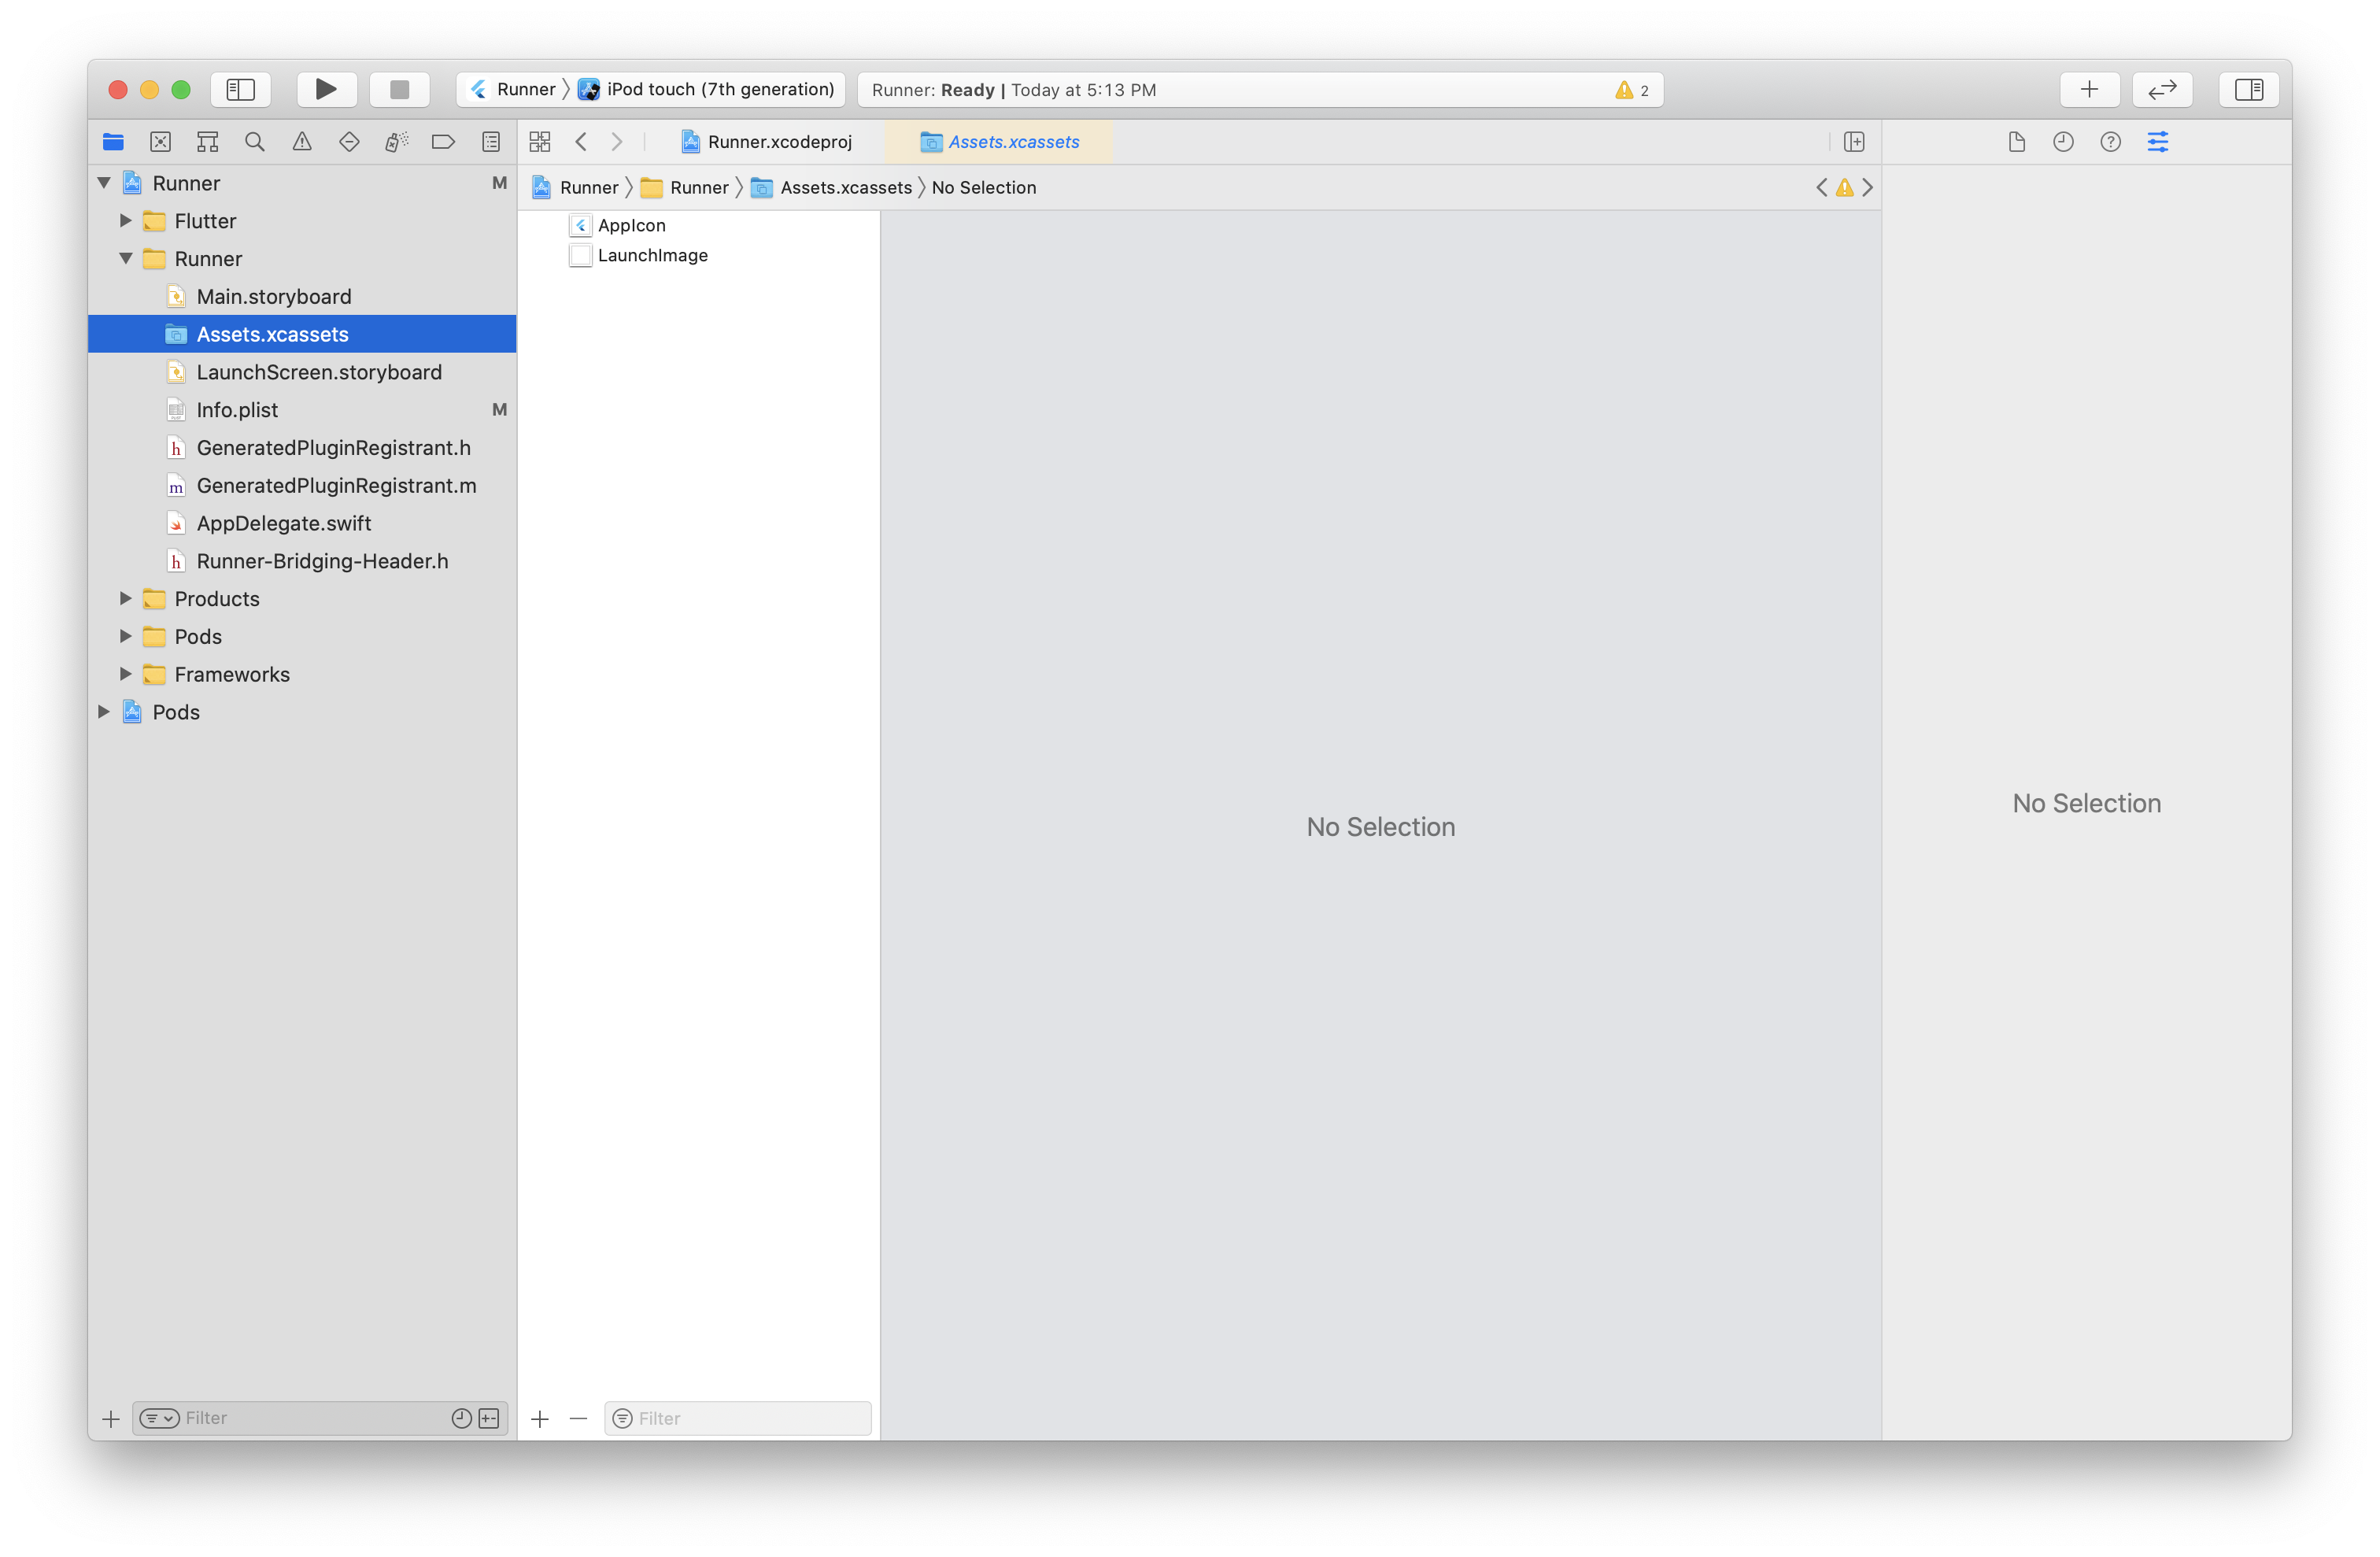 Runner 〉 iPod touch (7th generation)
Runner: Ready | Today at 5:13 PM
2
Runner.xcodeproj
Assets.xcassets
Runner 〉 Runner 〉 Assets.xcassets 〉 No Selection
Runner M
Flutter
Runner
Main.storyboard
Assets.xcassets
LaunchScreen.storyboard
Info.plist M
GeneratedPluginRegistrant.h
GeneratedPluginRegistrant.m
AppDelegate.swift
Runner-Bridging-Header.h
Products
Pods
Frameworks
Pods
Filter
AppIcon
LaunchImage
Filter
No Selection
No Selection